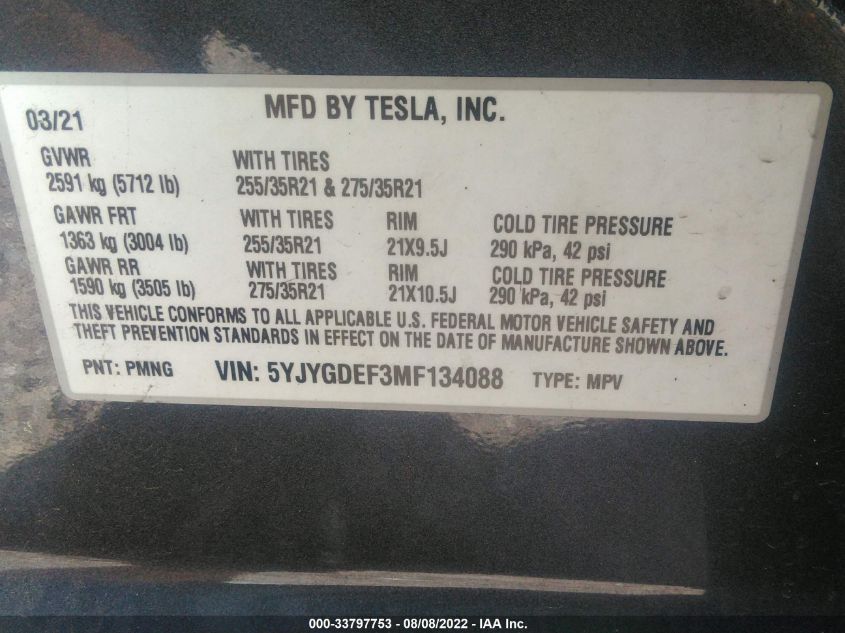 MFD BY TESLA, INC.
03/21
GVWR WITH TIRES
2591 kg (5712 lb) 255/35R21 & 275/35R21
GAWR FRT WITH TIRES RIM COLD TIRE PRESSURE
1363 kg (3004 lb) 255/35R21 21X9.5J 290 kPa, 42 psi
GAWR RR WITH TIRES RIM COLD TIRE PRESSURE
1590 kg (3505 lb) 275/35R21 21X10.5J 290 kPa, 42 psi
THIS VEHICLE CONFORMS TO ALL APPLICABLE U.S. FEDERAL MOTOR VEHICLE SAFETY AND
THEFT PREVENTION STANDARDS IN EFFECT ON THE DATE OF MANUFACTURE SHOWN ABOVE.
PNT: PMNG VIN: 5YJYGDEF3MF134088 TYPE: MPV
000-33797753 - 08/08/2022 - IAA Inc.